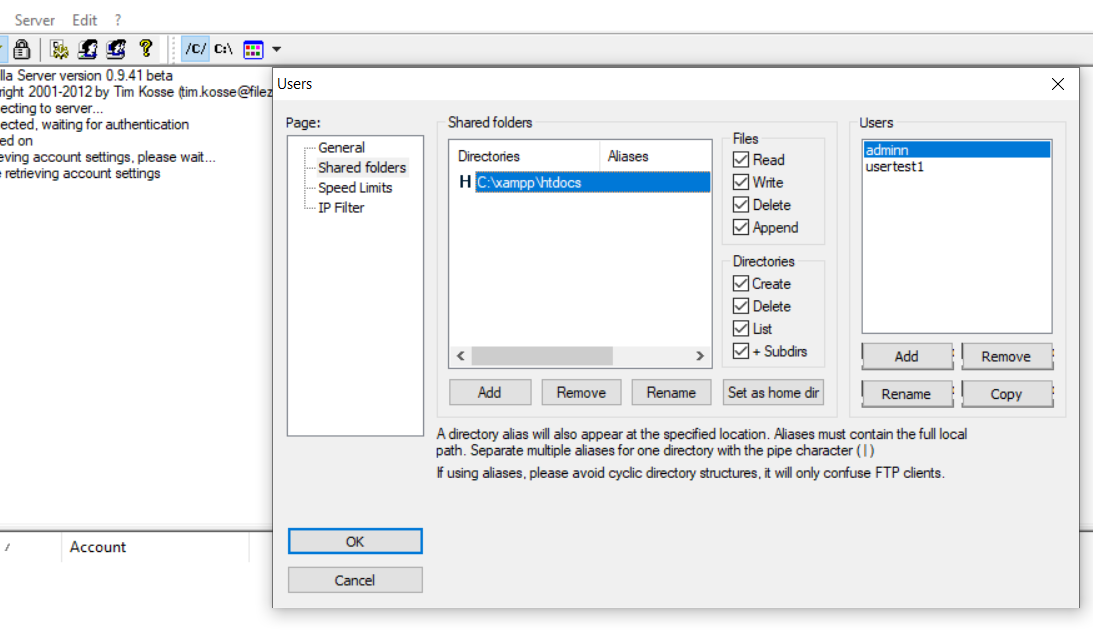 Server Edit ?
/C/ C:\
lla Server version 0.9.41 beta
right 2001-2012 by Tim Kosse (tim.kosse@filez
ecting to server...
ected, waiting for authentication
ed on
eving account settings, please wait...
retrieving account settings
Users
Page:
General
Shared folders
Speed Limits
IP Filter
Shared folders
Directories Aliases
H C:\xampp\htdocs
Files
Read
Write
Delete
Append
Directories
Create
Delete
List
+ Subdirs
Add Remove Rename Set as home dir
Users
adminn
usertest1
Add Remove
Rename Copy
A directory alias will also appear at the specified location. Aliases must contain the full local
path. Separate multiple aliases for one directory with the pipe character (|)
If using aliases, please avoid cyclic directory structures, it will only confuse FTP clients.
OK
Cancel
/ Account